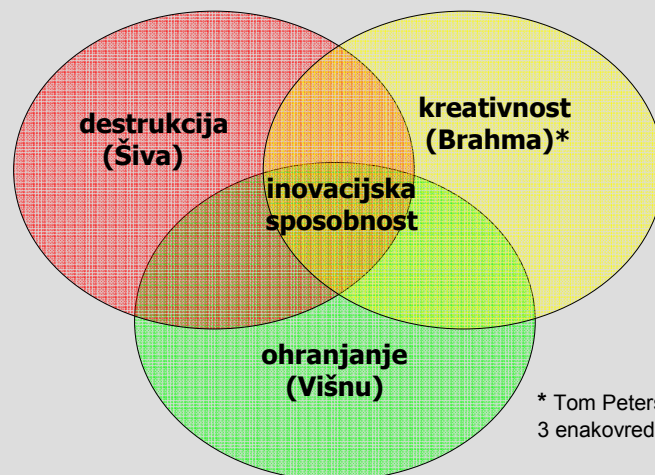 destrukcija
(Šiva)
kreativnost
(Brahma)*
inovacijska
sposobnost
ohranjanje
(Višnu)
* Tom Peters
3 enakovred